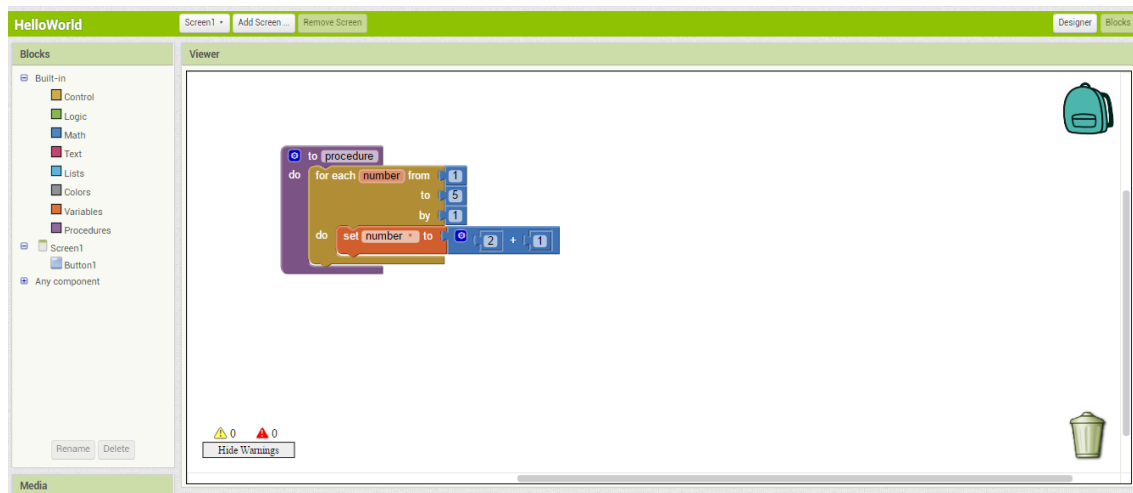 HelloWorld
Screen1
Add Screen ...
Remove Screen
Designer
Blocks
Blocks
Viewer
Built-in
Control
Logic
Math
Text
Lists
Colors
Variables
Procedures
Screen1
Button1
Any component
Rename
Delete
Media
to procedure
do for each number from 1
to 5
by 1
do set number to 2 + 1
0 0
Hide Warnings